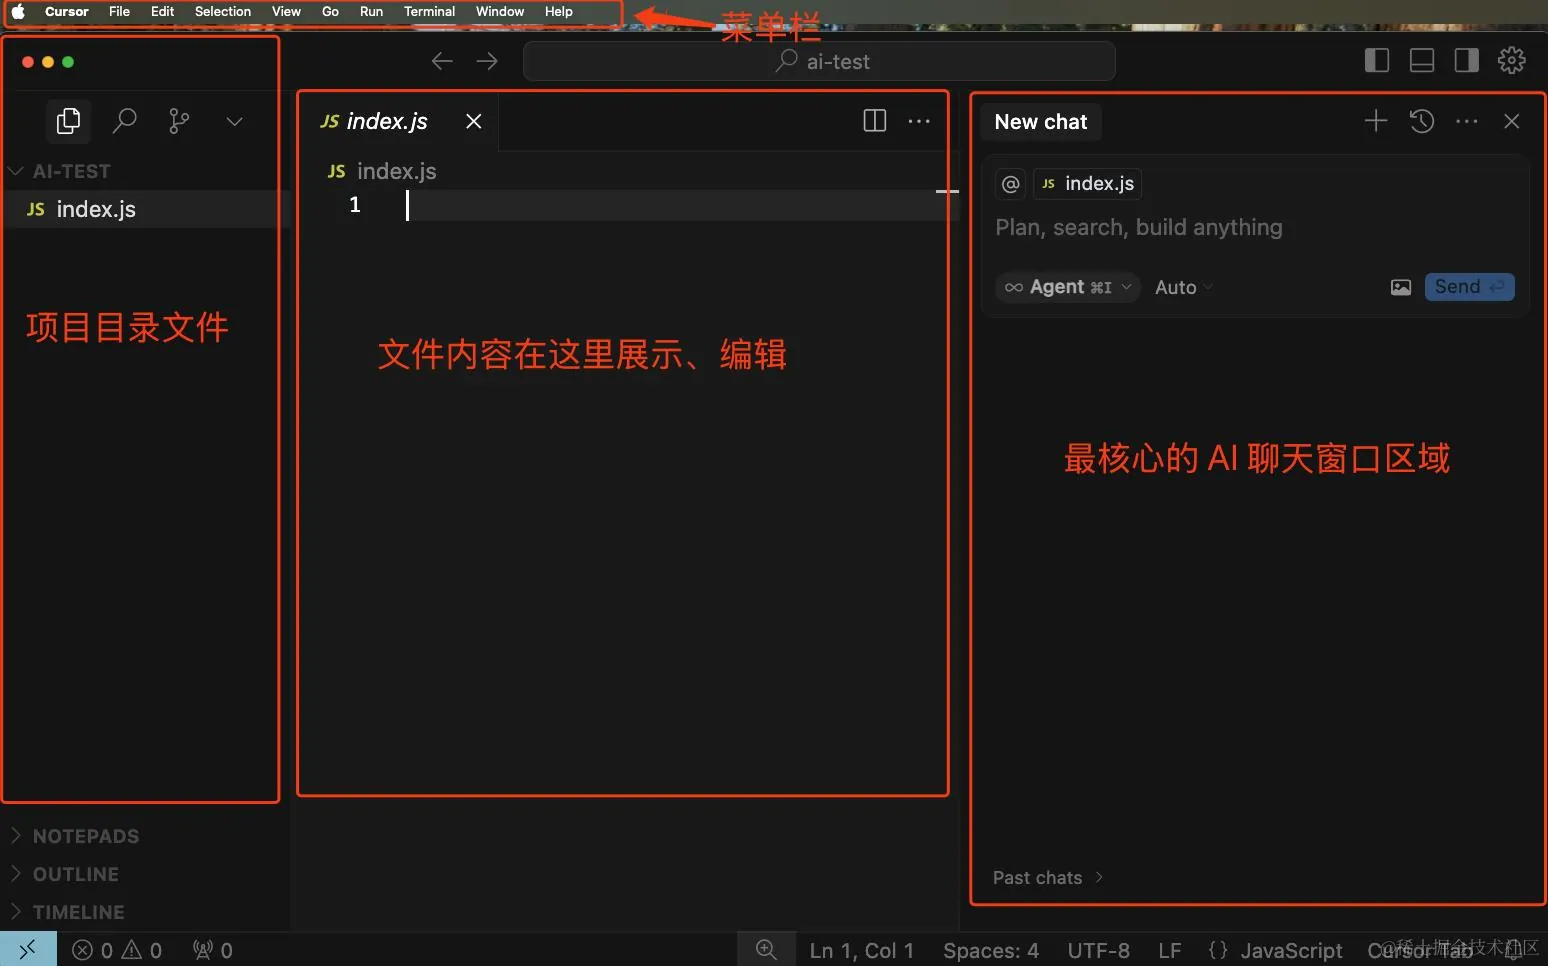 Cursor File Edit Selection View Go Run Terminal Window Help
菜单栏
ai-test
JS index.js
New chat
AI-TEST
JS index.js
JS index.js
1
@ JS index.js
Plan, search, build anything
Agent ⌘I Auto Send
项目目录文件
文件内容在这里展示、编辑
最核心的 AI 聊天窗口区域
NOTEPADS
OUTLINE
TIMELINE
Past chats
0 0 0 Ln 1, Col 1 Spaces: 4 UTF-8 LF {} JavaScript Cursor Tab
@稀土掘金技术社区